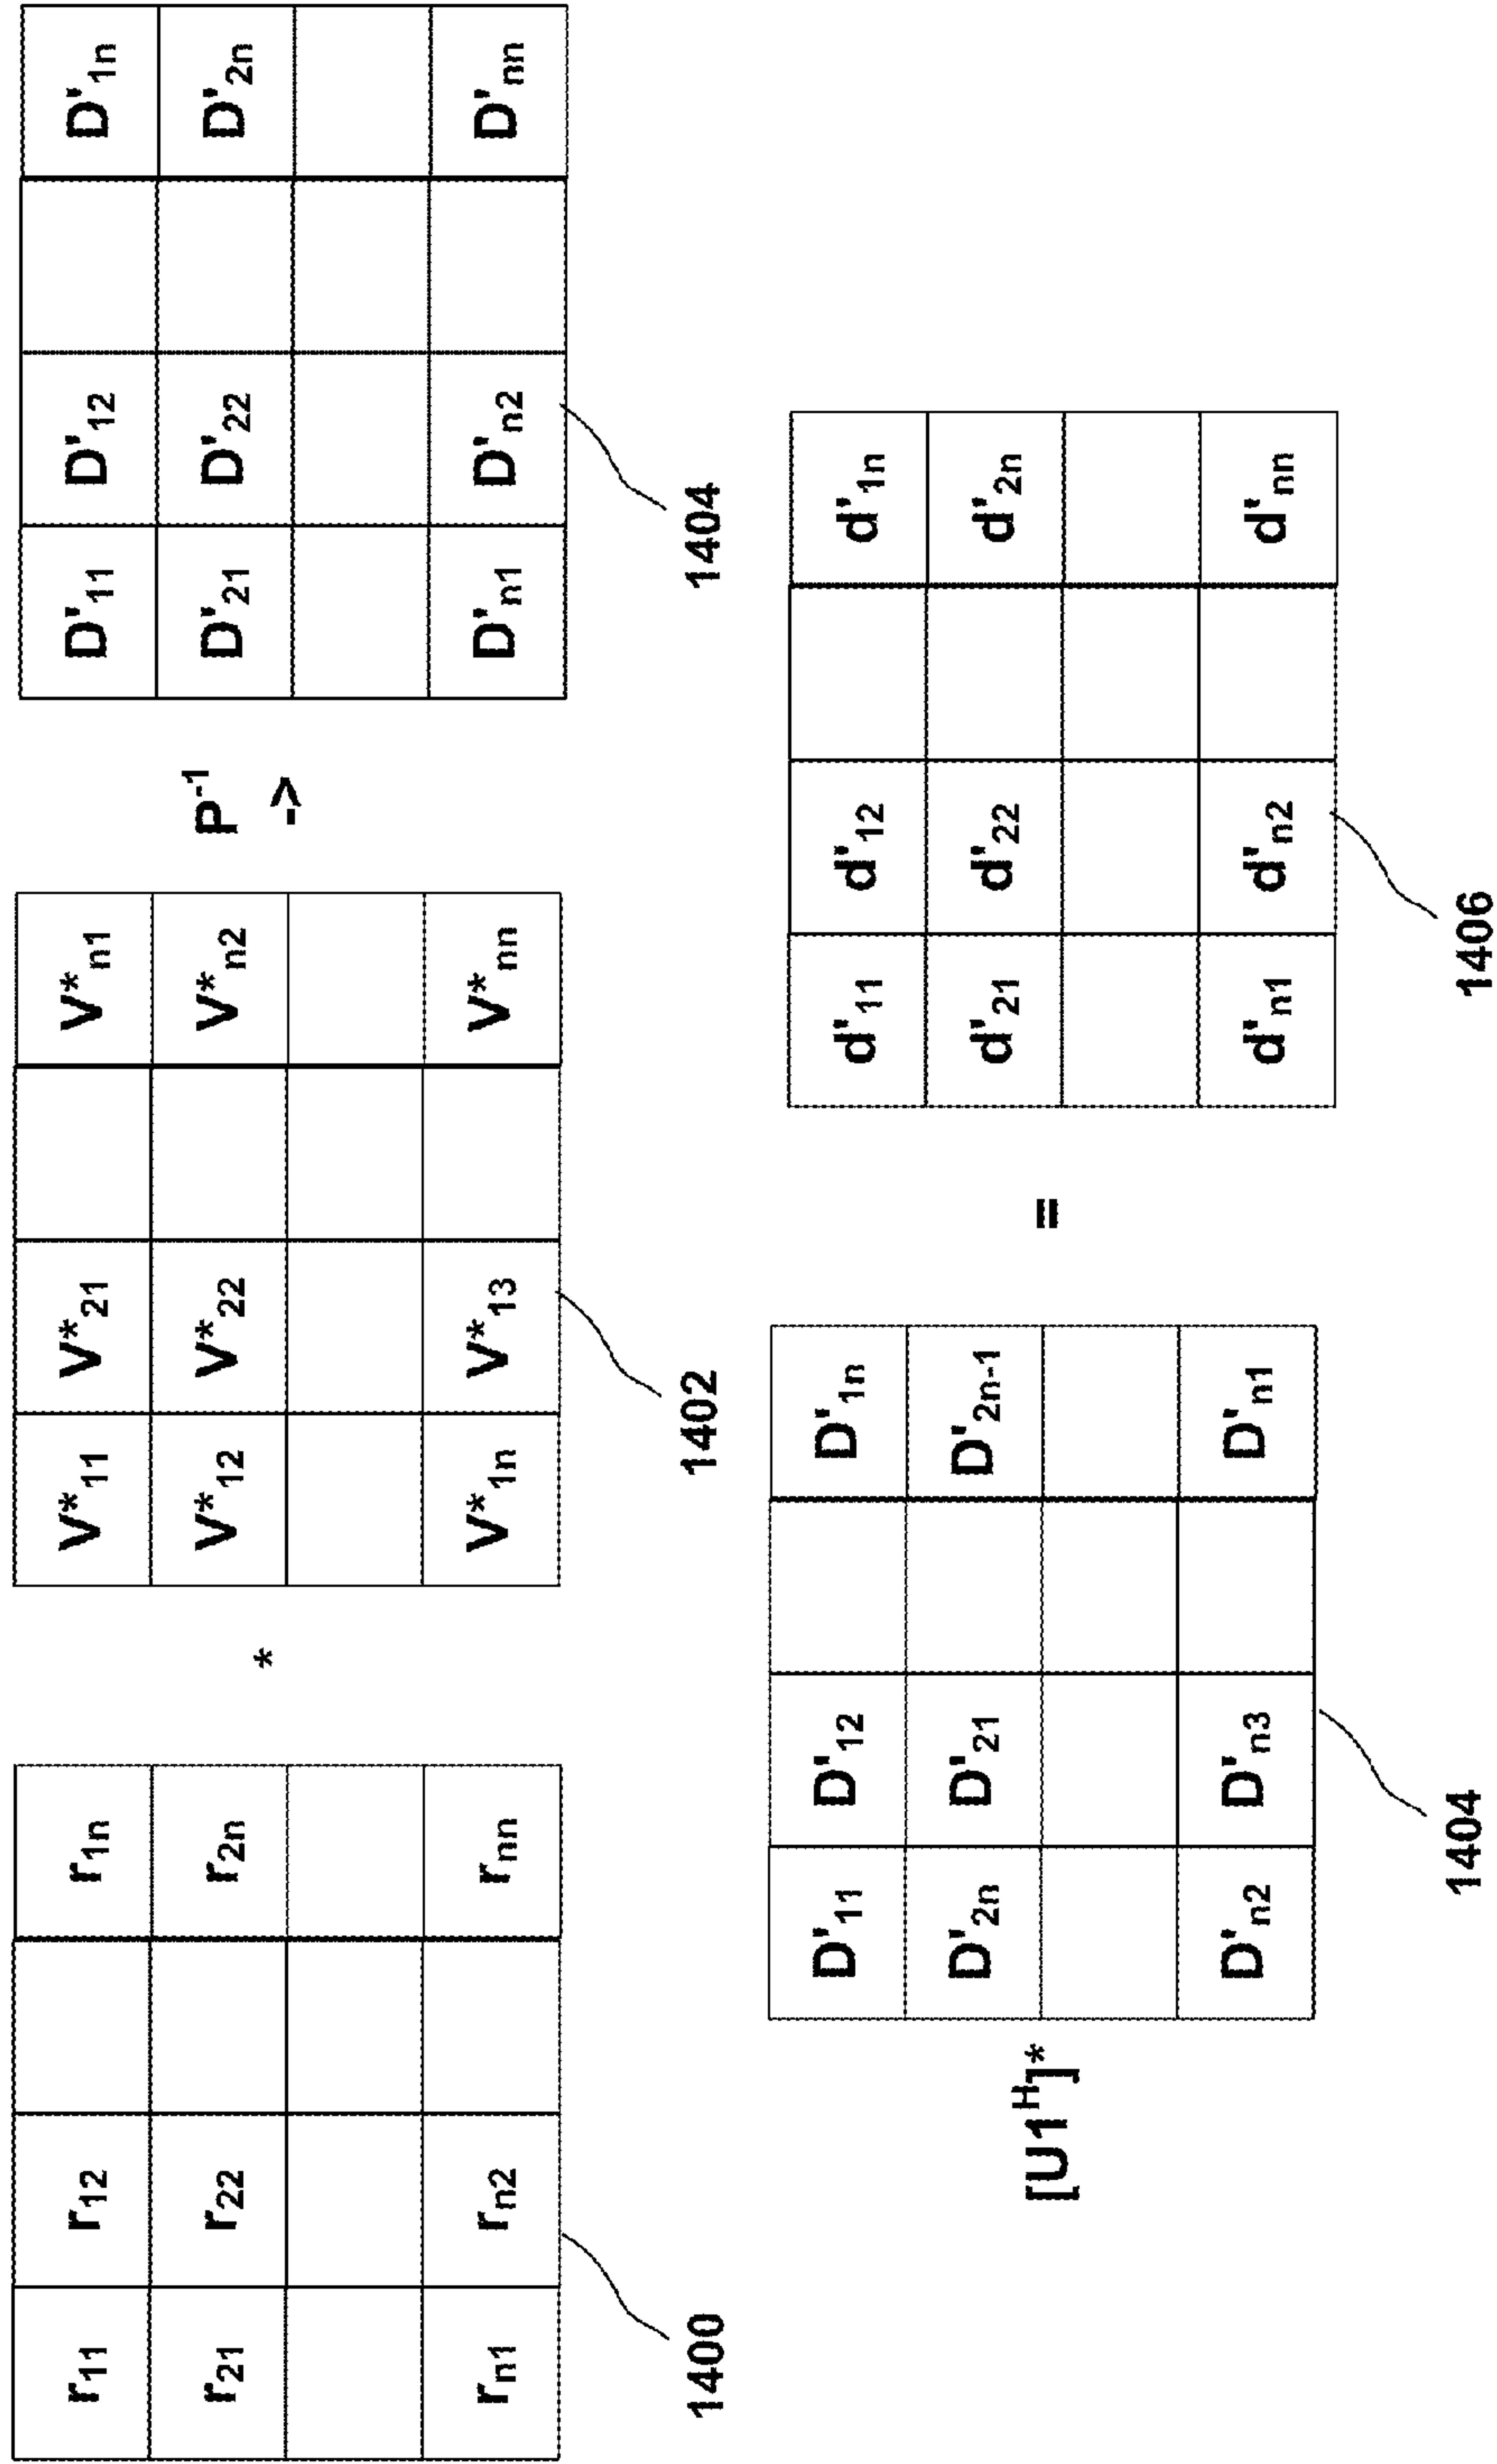 r11 r12 r1n
r21 r22 r2n
rn1 rn2 rnn
1400
*
V*11 V*21 V*n1
V*12 V*22 V*n2
V*1n V*13 V*nn
1402
P-1
->
D'11 D'12 D'1n
D'21 D'22 D'2n
D'n1 D'n2 D'nn
1404
[U1H]*
D'11 D'12 D'1n
D'2n D'21 D'2n-1
D'n2 D'n3 D'n1
1404
=
d'11 d'12 d'1n
d'21 d'22 d'2n
d'n1 d'n2 d'nn
1406